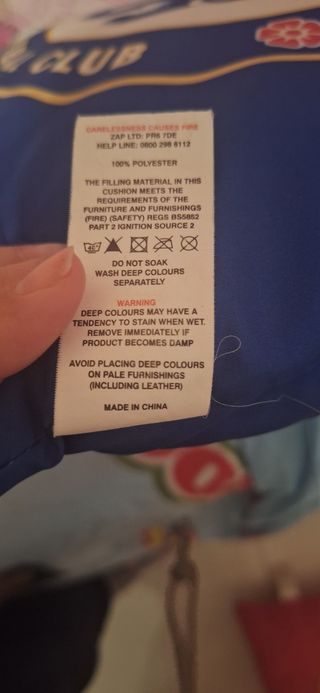 CLUB
CARELESSNESS CAUSES FIRE
ZAP LTD: PR6 7DE
HELP LINE: 0800 298 6112
100% POLYESTER
THE FILLING MATERIAL IN THIS
CUSHION MEETS THE
REQUIREMENTS OF THE
FURNITURE AND FURNISHINGS
(FIRE) (SAFETY) REGS BS5852
PART 2 IGNITION SOURCE 2
40
DO NOT SOAK
WASH DEEP COLOURS
SEPARATELY
WARNING
DEEP COLOURS MAY HAVE A
TENDENCY TO STAIN WHEN WET.
REMOVE IMMEDIATELY IF
PRODUCT BECOMES DAMP
AVOID PLACING DEEP COLOURS
ON PALE FURNISHINGS
(INCLUDING LEATHER)
MADE IN CHINA